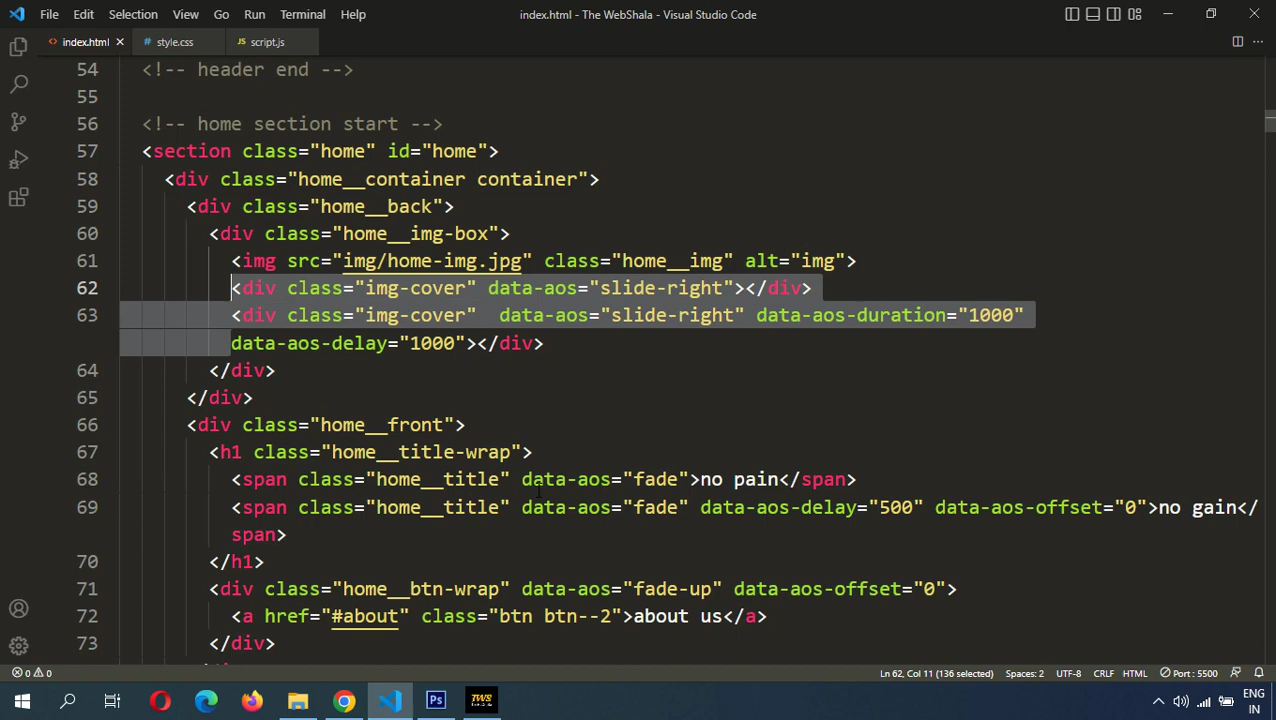 File Edit Selection View Go Run Terminal Help index.html - The WebShala - Visual Studio Code
index.html style.css JS script.js
54 <!-- header end -->
55
56 <!-- home section start -->
57 <section class="home" id="home">
58 <div class="home__container container">
59 <div class="home__back">
60 <div class="home__img-box">
61 <img src="img/home-img.jpg" class="home__img" alt="img">
62 <div class="img-cover" data-aos="slide-right"></div>
63 <div class="img-cover"  data-aos="slide-right" data-aos-duration="1000"
data-aos-delay="1000"></div>
64 </div>
65 </div>
66 <div class="home__front">
67 <h1 class="home__title-wrap">
68 <span class="home__title" data-aos="fade">no pain</span>
69 <span class="home__title" data-aos="fade" data-aos-delay="500" data-aos-offset="0">no gain</
span>
70 </h1>
71 <div class="home__btn-wrap" data-aos="fade-up" data-aos-offset="0">
72 <a href="#about" class="btn btn--2">about us</a>
73 </div>
0 0 Ln 62, Col 11 (136 selected) Spaces: 2 UTF-8 CRLF HTML Port : 5500
Ps TWS ENG
IN